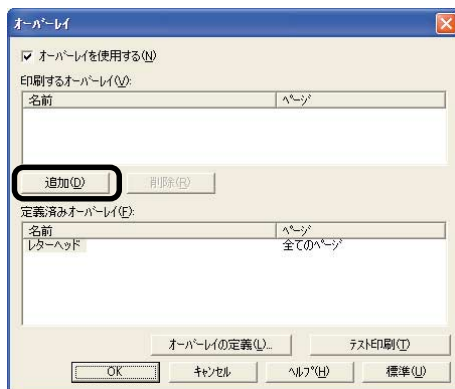 オーバーレイ
オーバーレイを使用する(N)
印刷するオーバーレイ(V):
名前 ページ
追加(D) 削除(R)
定義済みオーバーレイ(F):
名前 ページ
レターヘッド 全てのページ
オーバーレイの定義(L)... テスト印刷(T)
OK キャンセル ヘルプ(H) 標準(U)